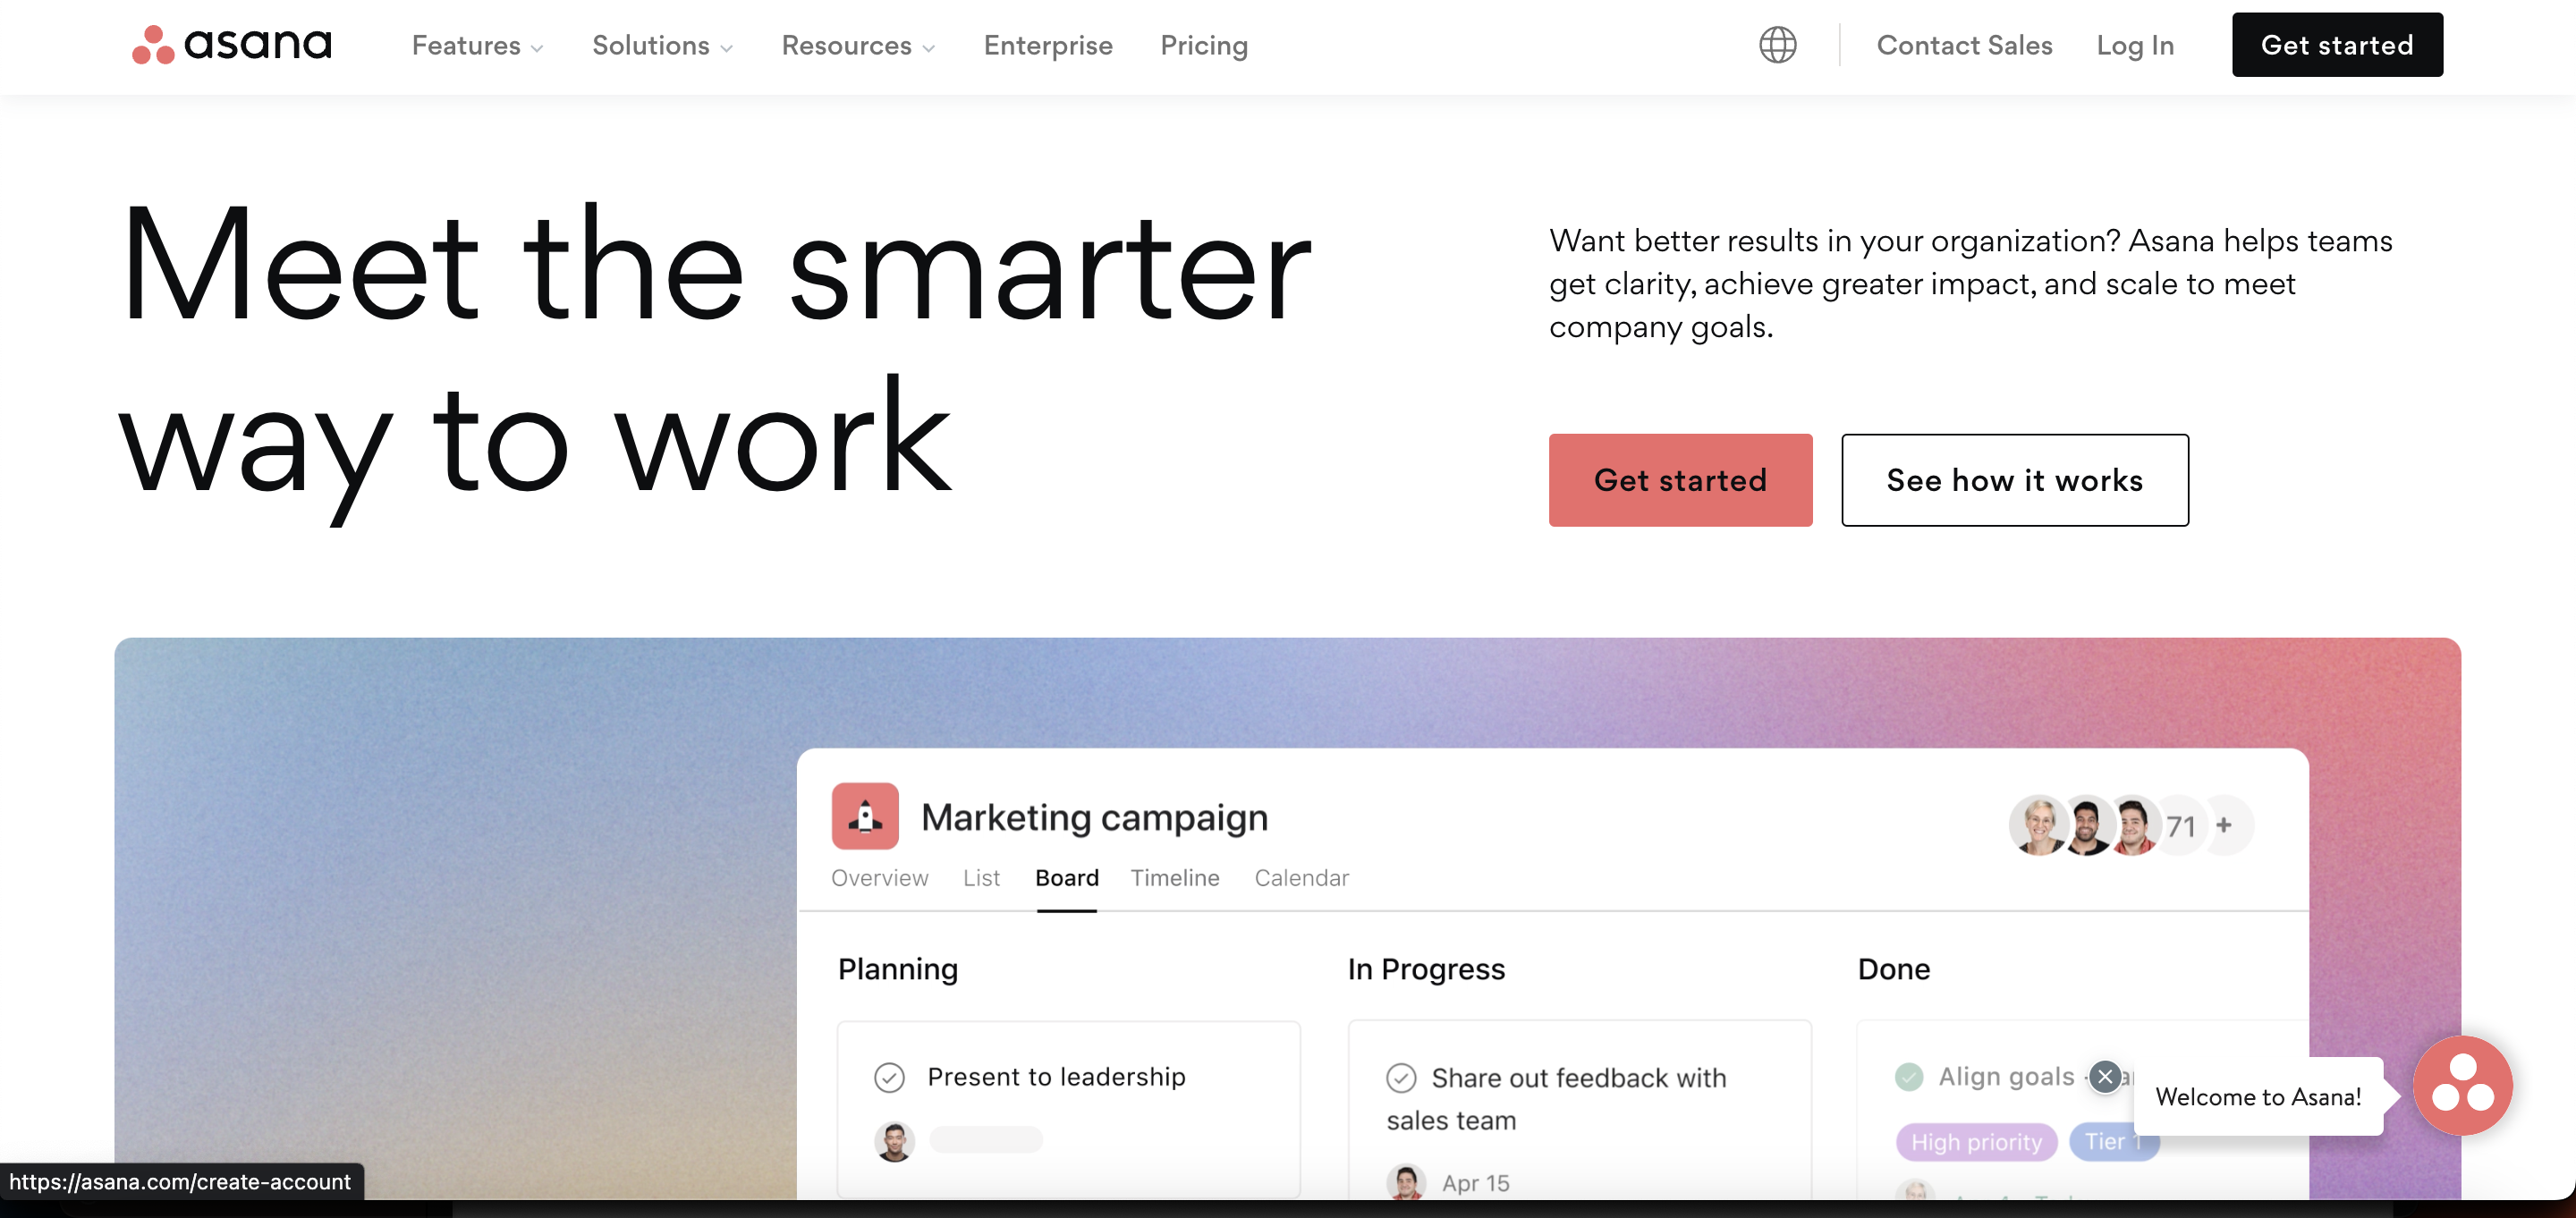 asana
Features
Solutions
Resources
Enterprise
Pricing
Contact Sales
Log In
Get started
Meet the smarter
way to work
Want better results in your organization? Asana helps teams
get clarity, achieve greater impact, and scale to meet
company goals.
Get started
See how it works
Marketing campaign
71 +
Overview
List
Board
Timeline
Calendar
Planning
In Progress
Done
Present to leadership
Share out feedback with
sales team
Apr 15
Align goals
High priority
Tier 1
Welcome to Asana!
https://asana.com/create-account